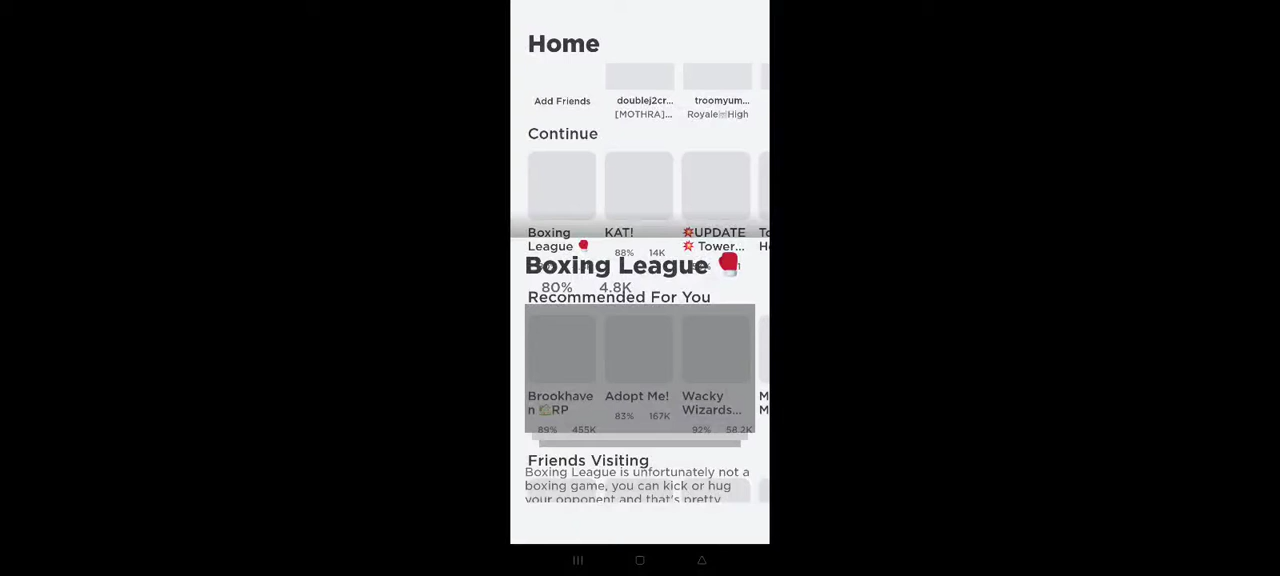 Home
Add Friends
doublej2cr...
troomyum...
[MOTHRA]...
Royale High
Continue
Boxing
League 🥊
KAT!
88% 14K
💥UPDATE
💥 Tower...
Boxing League 🥊
80% 4.8K
Recommended For You
Brookhave
n 🏡RP
89% 455K
Adopt Me!
83% 167K
Wacky
Wizards...
92% 58.2K
Friends Visiting
Boxing League is unfortunately not a
boxing game, you can kick or hug
your opponent and that's pretty